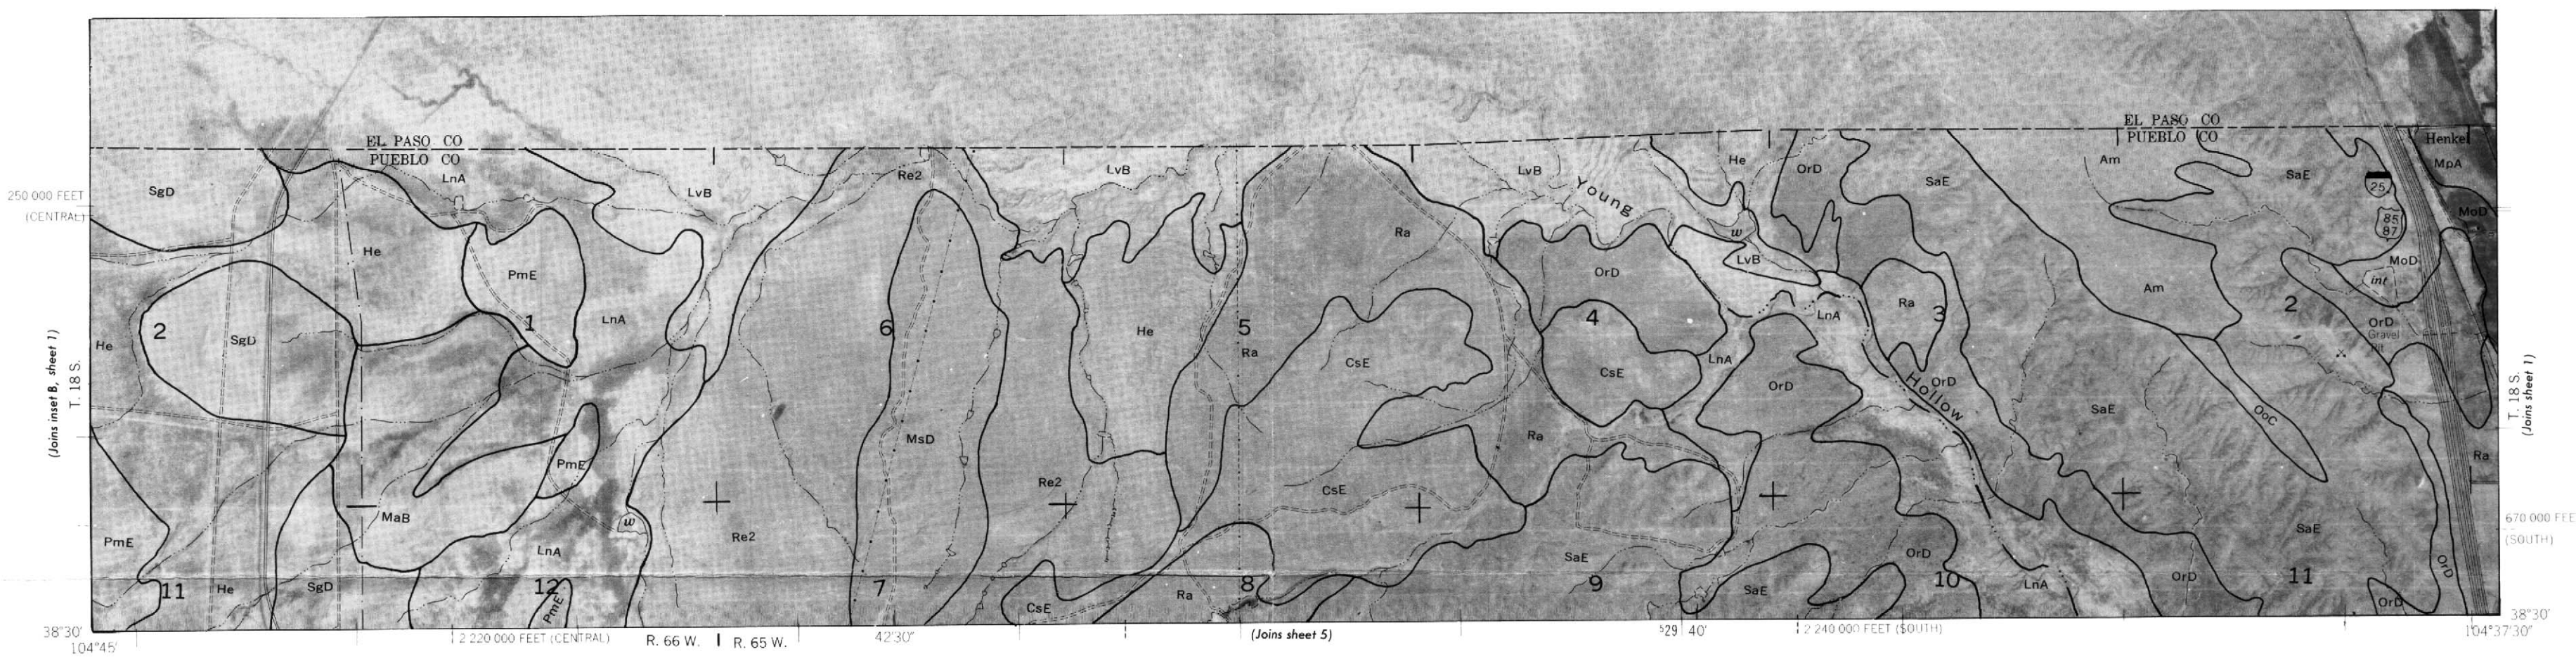 EL PASO CO
PUEBLO CO
EL PASO CO
PUEBLO CO
Henkel
MpA
Am
SaE
25
85
87
MoD
MoD
int
250 000 FEET
(CENTRAL)
SgD
LnA
LvB
Re2
LvB
LvB
He
OrD
SaE
Young
w
LvB
Ra
OrD
He
PmE
LnA
He
2
SgD
1
6
He
5
Ra
CsE
4
CsE
LnA
LnA
Ra
3
Am
2
OrD
Gravel
OrD
OrD
Hollow
SaE
OoC
(Joins inset B, sheet 1)
T. 18 S.
T. 18 S.
(Joins sheet 1)
MsD
PmE
Re2
CsE
Ra
Ra
MaB
w
PmE
LnA
Re2
SaE
OrD
SaE
670 000 FEE
(SOUTH)
11
He
SgD
12
PmE
7
CsE
Ra
8
9
SaE
10
LnA
OrD
11
OrD
OrD
38°30'
104°45'
2 220 000 FEET (CENTRAL)
R. 66 W.
R. 65 W.
42'30"
(Joins sheet 5)
529
40'
2 240 000 FEET (SOUTH)
38°30'
104°37'30"